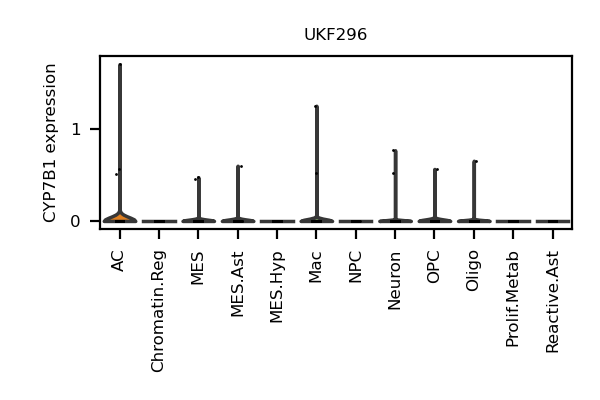 UKF296
CYP7B1 expression
1
0
AC
Chromatin.Reg
MES
MES.Ast
MES.Hyp
Mac
NPC
Neuron
OPC
Oligo
Prolif.Metab
Reactive.Ast